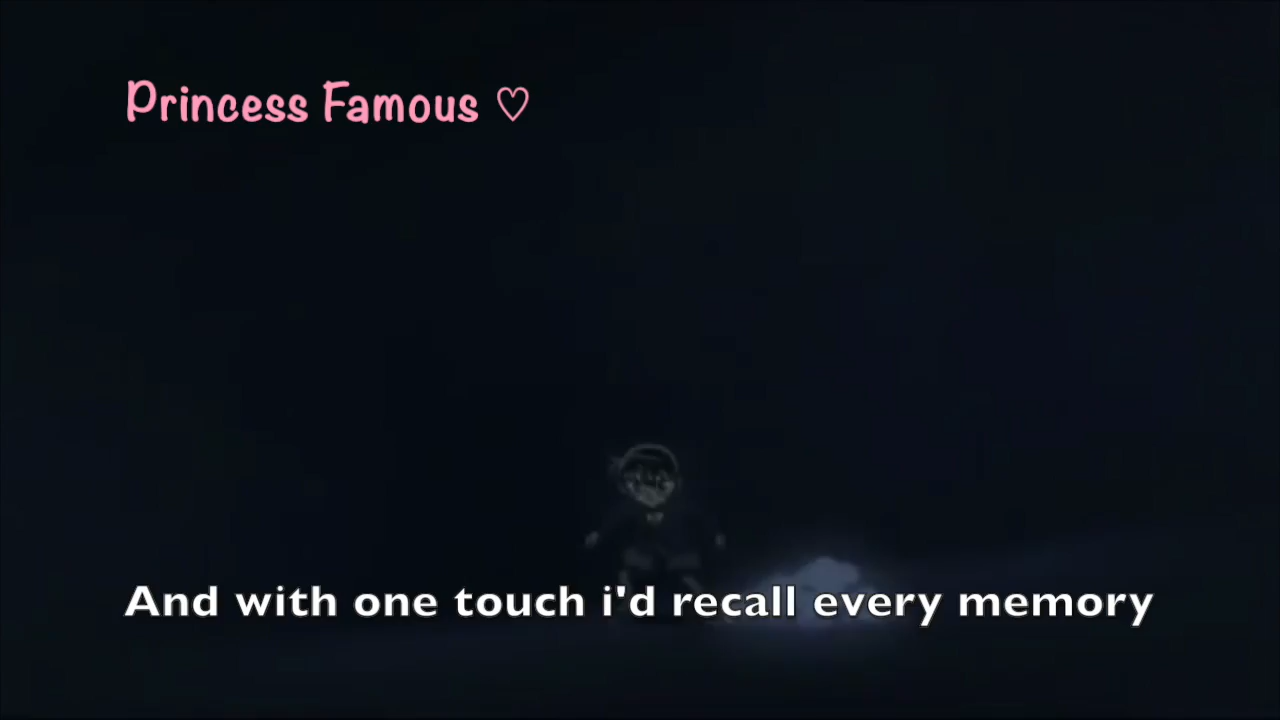 Princess Famous ♡
And with one touch i'd recall every memory